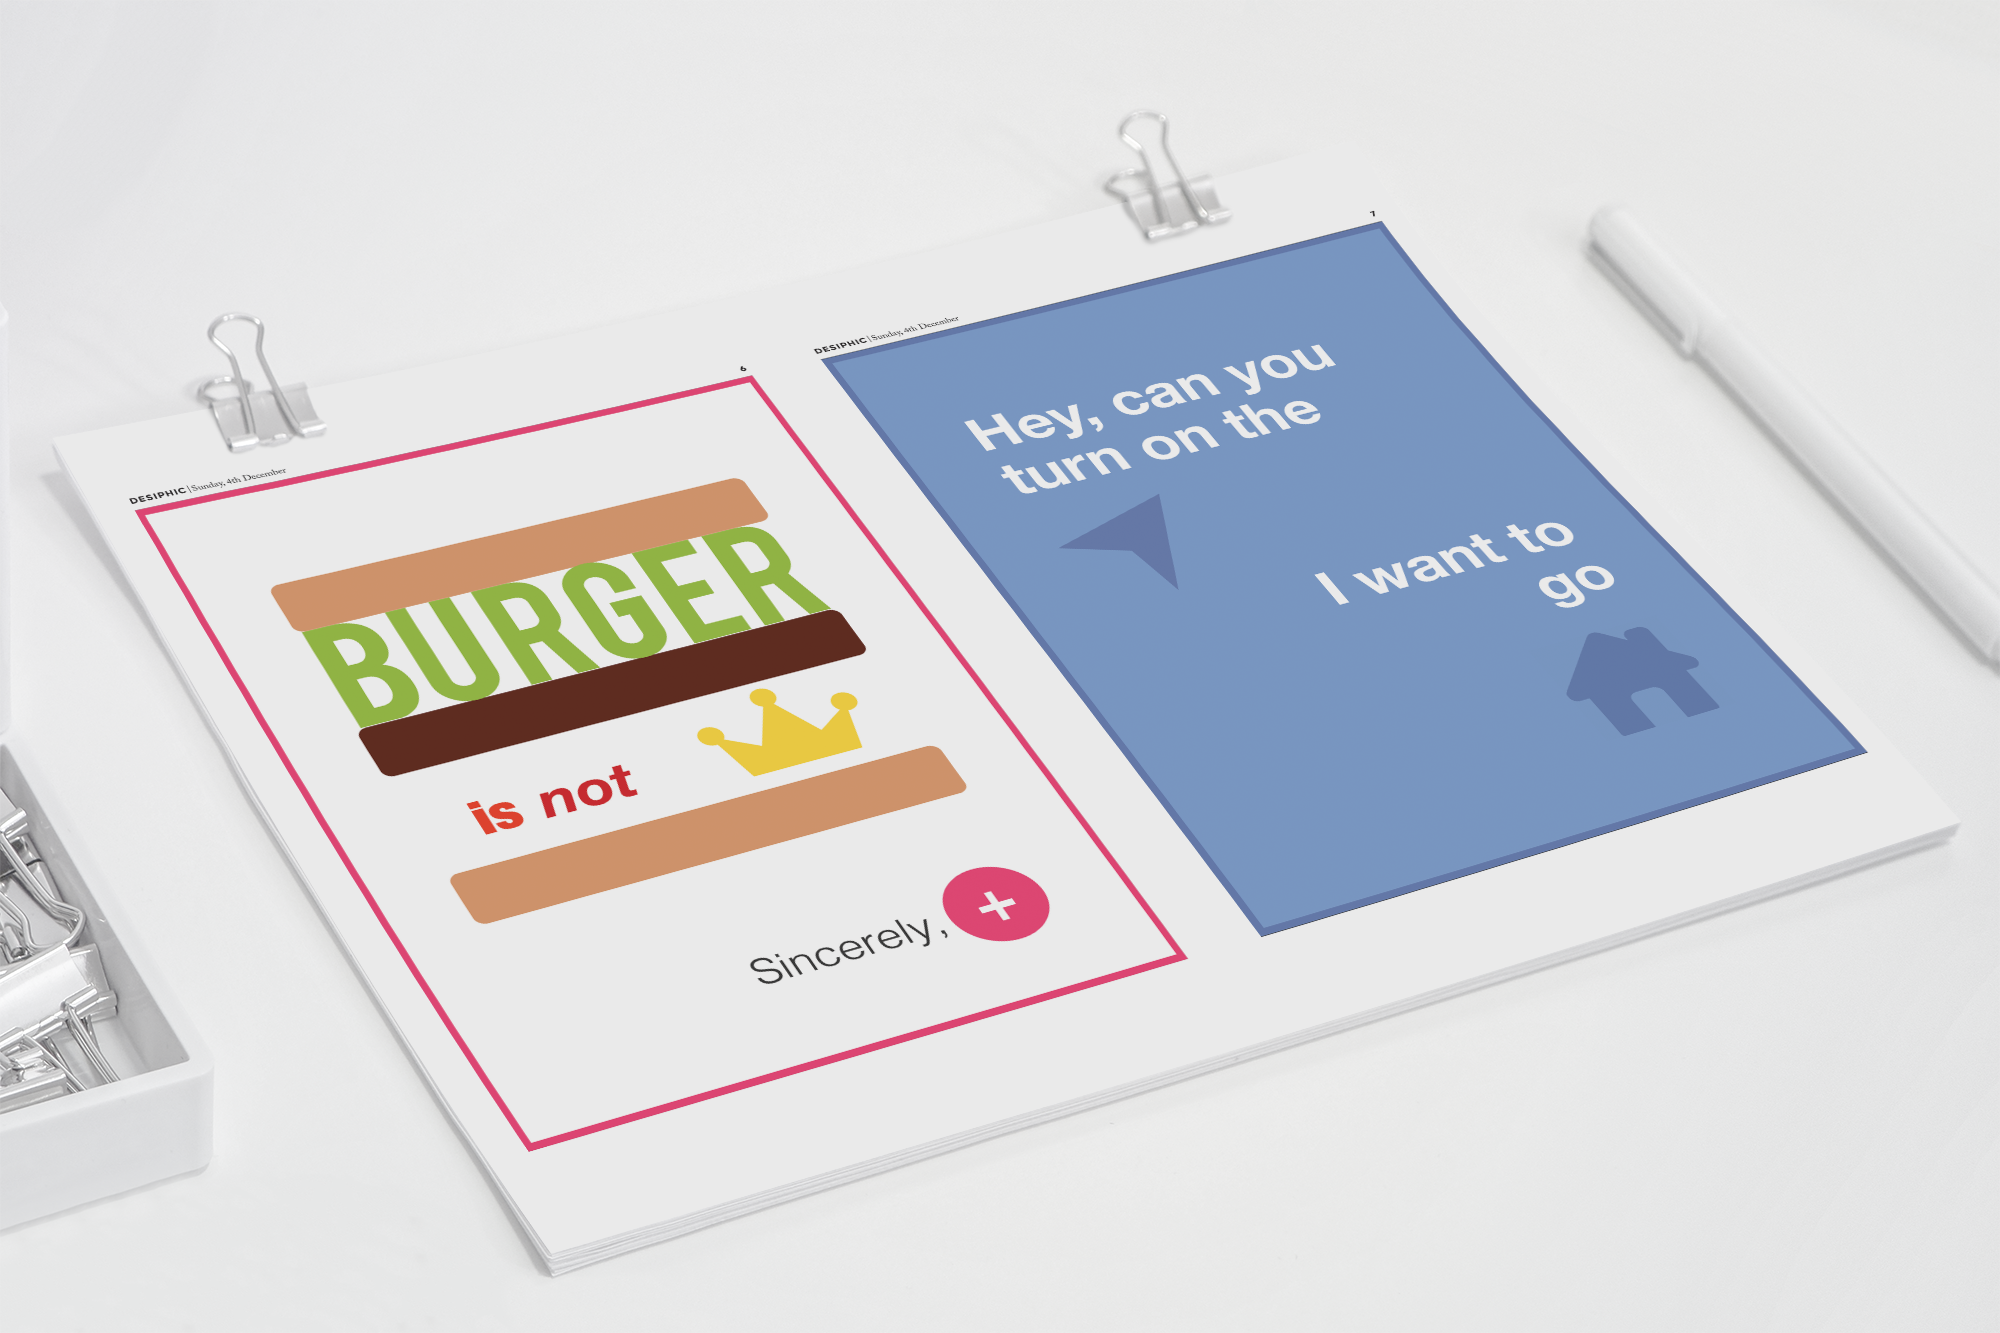 DESIPHIC | Sunday, 4th December
6
BURGER
is not
Sincerely, +
DESIPHIC | Sunday, 4th December
7
Hey, can you
turn on the
I want to
go